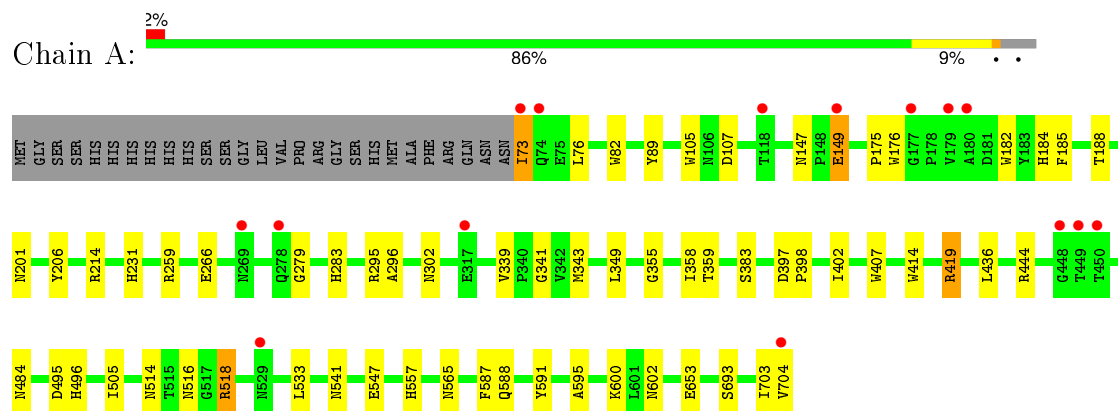 2%
Chain A:
86% 9% • •
MET GLY SER SER HIS HIS HIS HIS HIS HIS SER SER GLY LEU VAL PRO ARG GLY SER HIS MET ALA PHE ARG GLN ASN ASN I73 Q74 E75 L76 W82 Y89 W105 N106 D107 T118 N147 P148 E149 P175 W176 G177 P178 V179 A180 D181 W182 Y183 H184 F185 T188
N201 Y206 R214 H231 R259 E266 N269 Q278 G279 H283 R295 A296 N302 E317 V339 P340 G341 V342 M343 L349 G355 I358 T359 S383 D397 P398 I402 W407 W414 R419 L436 R444 G448 T449 T450
N484 D495 H496 I505 N514 T515 N516 G517 R518 N529 L533 N541 E547 H557 N565 F587 Q588 Y591 A595 K600 L601 N602 E653 S693 I703 V704